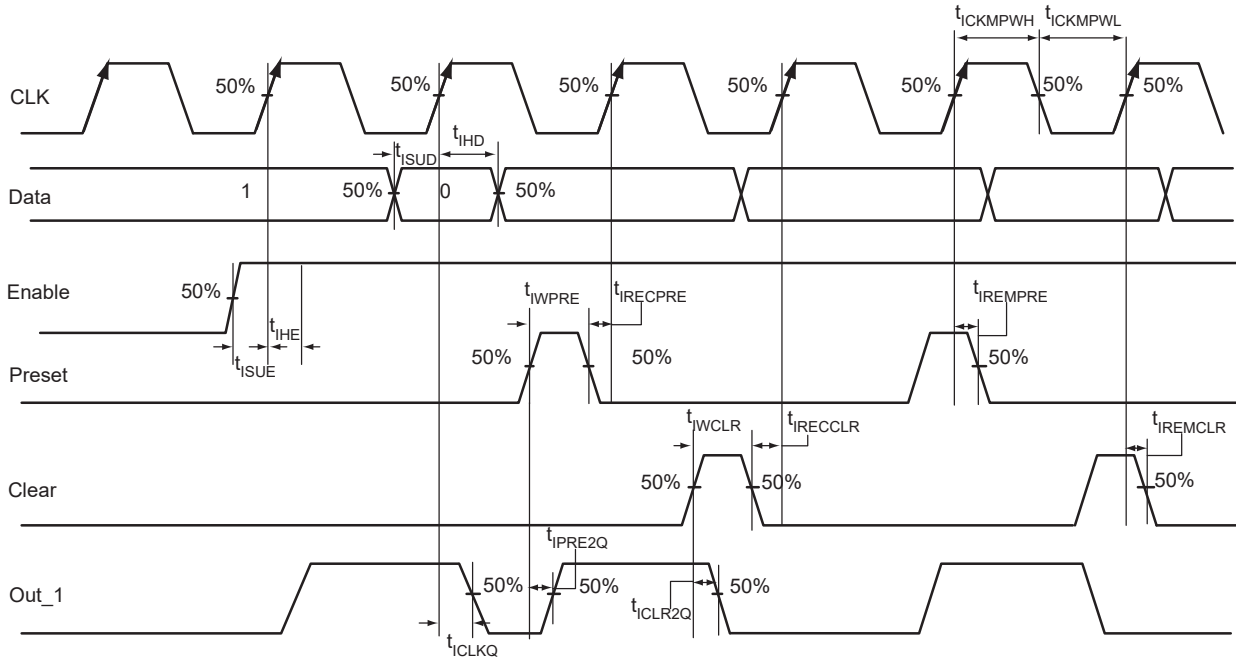 tICKMPWH tICKMPWL
CLK 50% 50% 50% 50% 50% 50% 50%
tISUD tIHD
Data 1 50% 0 50%
Enable 50% tIHE tISUE
tIWPRE tIRECPRE tIREMPRE
Preset 50% 50% 50%
tIWCLR tIRECCLR tIREMCLR
Clear 50% 50% 50%
tIPRE2Q
Out_1 50% 50% 50%
tICLR2Q
tICLKQ